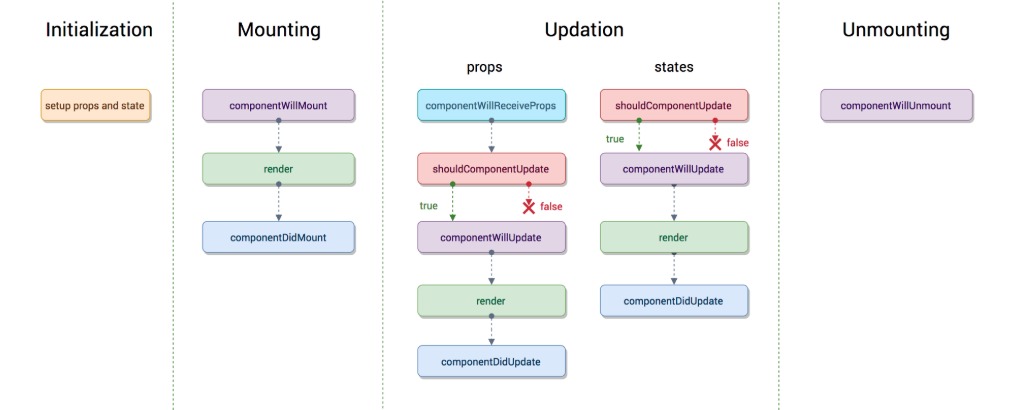 Initialization
Mounting
Updation
Unmounting
props
states
setup props and state
componentWillMount
render
componentDidMount
componentWillReceiveProps
shouldComponentUpdate
true
false
componentWillUpdate
render
componentDidUpdate
shouldComponentUpdate
true
false
componentWillUpdate
render
componentDidUpdate
componentWillUnmount